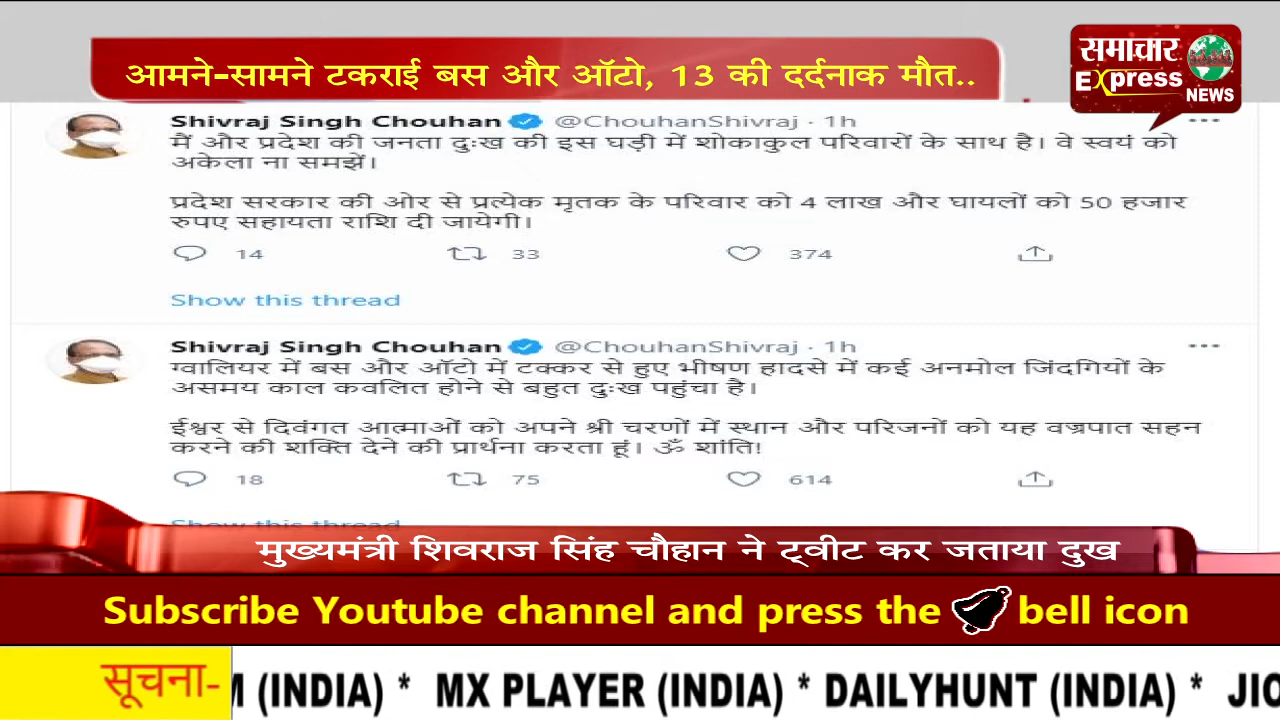 आमने-सामने टकराई बस और ऑटो, 13 की दर्दनाक मौत..
समाचार
Express
NEWS
Shivraj Singh Chouhan @ChouhanShivraj · 1h
मैं और प्रदेश की जनता दुःख की इस घड़ी में शोकाकुल परिवारों के साथ है। वे स्वयं को
अकेला ना समझें।
प्रदेश सरकार की ओर से प्रत्येक मृतक के परिवार को 4 लाख और घायलों को 50 हजार
रुपए सहायता राशि दी जायेगी।
14 33 374
Show this thread
Shivraj Singh Chouhan @ChouhanShivraj · 1h
ग्वालियर में बस और ऑटो में टक्कर से हुए भीषण हादसे में कई अनमोल जिंदगियों के
असमय काल कवलित होने से बहुत दुःख पहुंचा है।
ईश्वर से दिवंगत आत्माओं को अपने श्री चरणों में स्थान और परिजनों को यह वज्रपात सहन
करने की शक्ति देने की प्रार्थना करता हूं। ॐ शांति!
18 75 614
Show this thread
मुख्यमंत्री शिवराज सिंह चौहान ने ट्वीट कर जताया दुख
Subscribe Youtube channel and press the bell icon
सूचना- M (INDIA) * MX PLAYER (INDIA) * DAILYHUNT (INDIA) * JIO